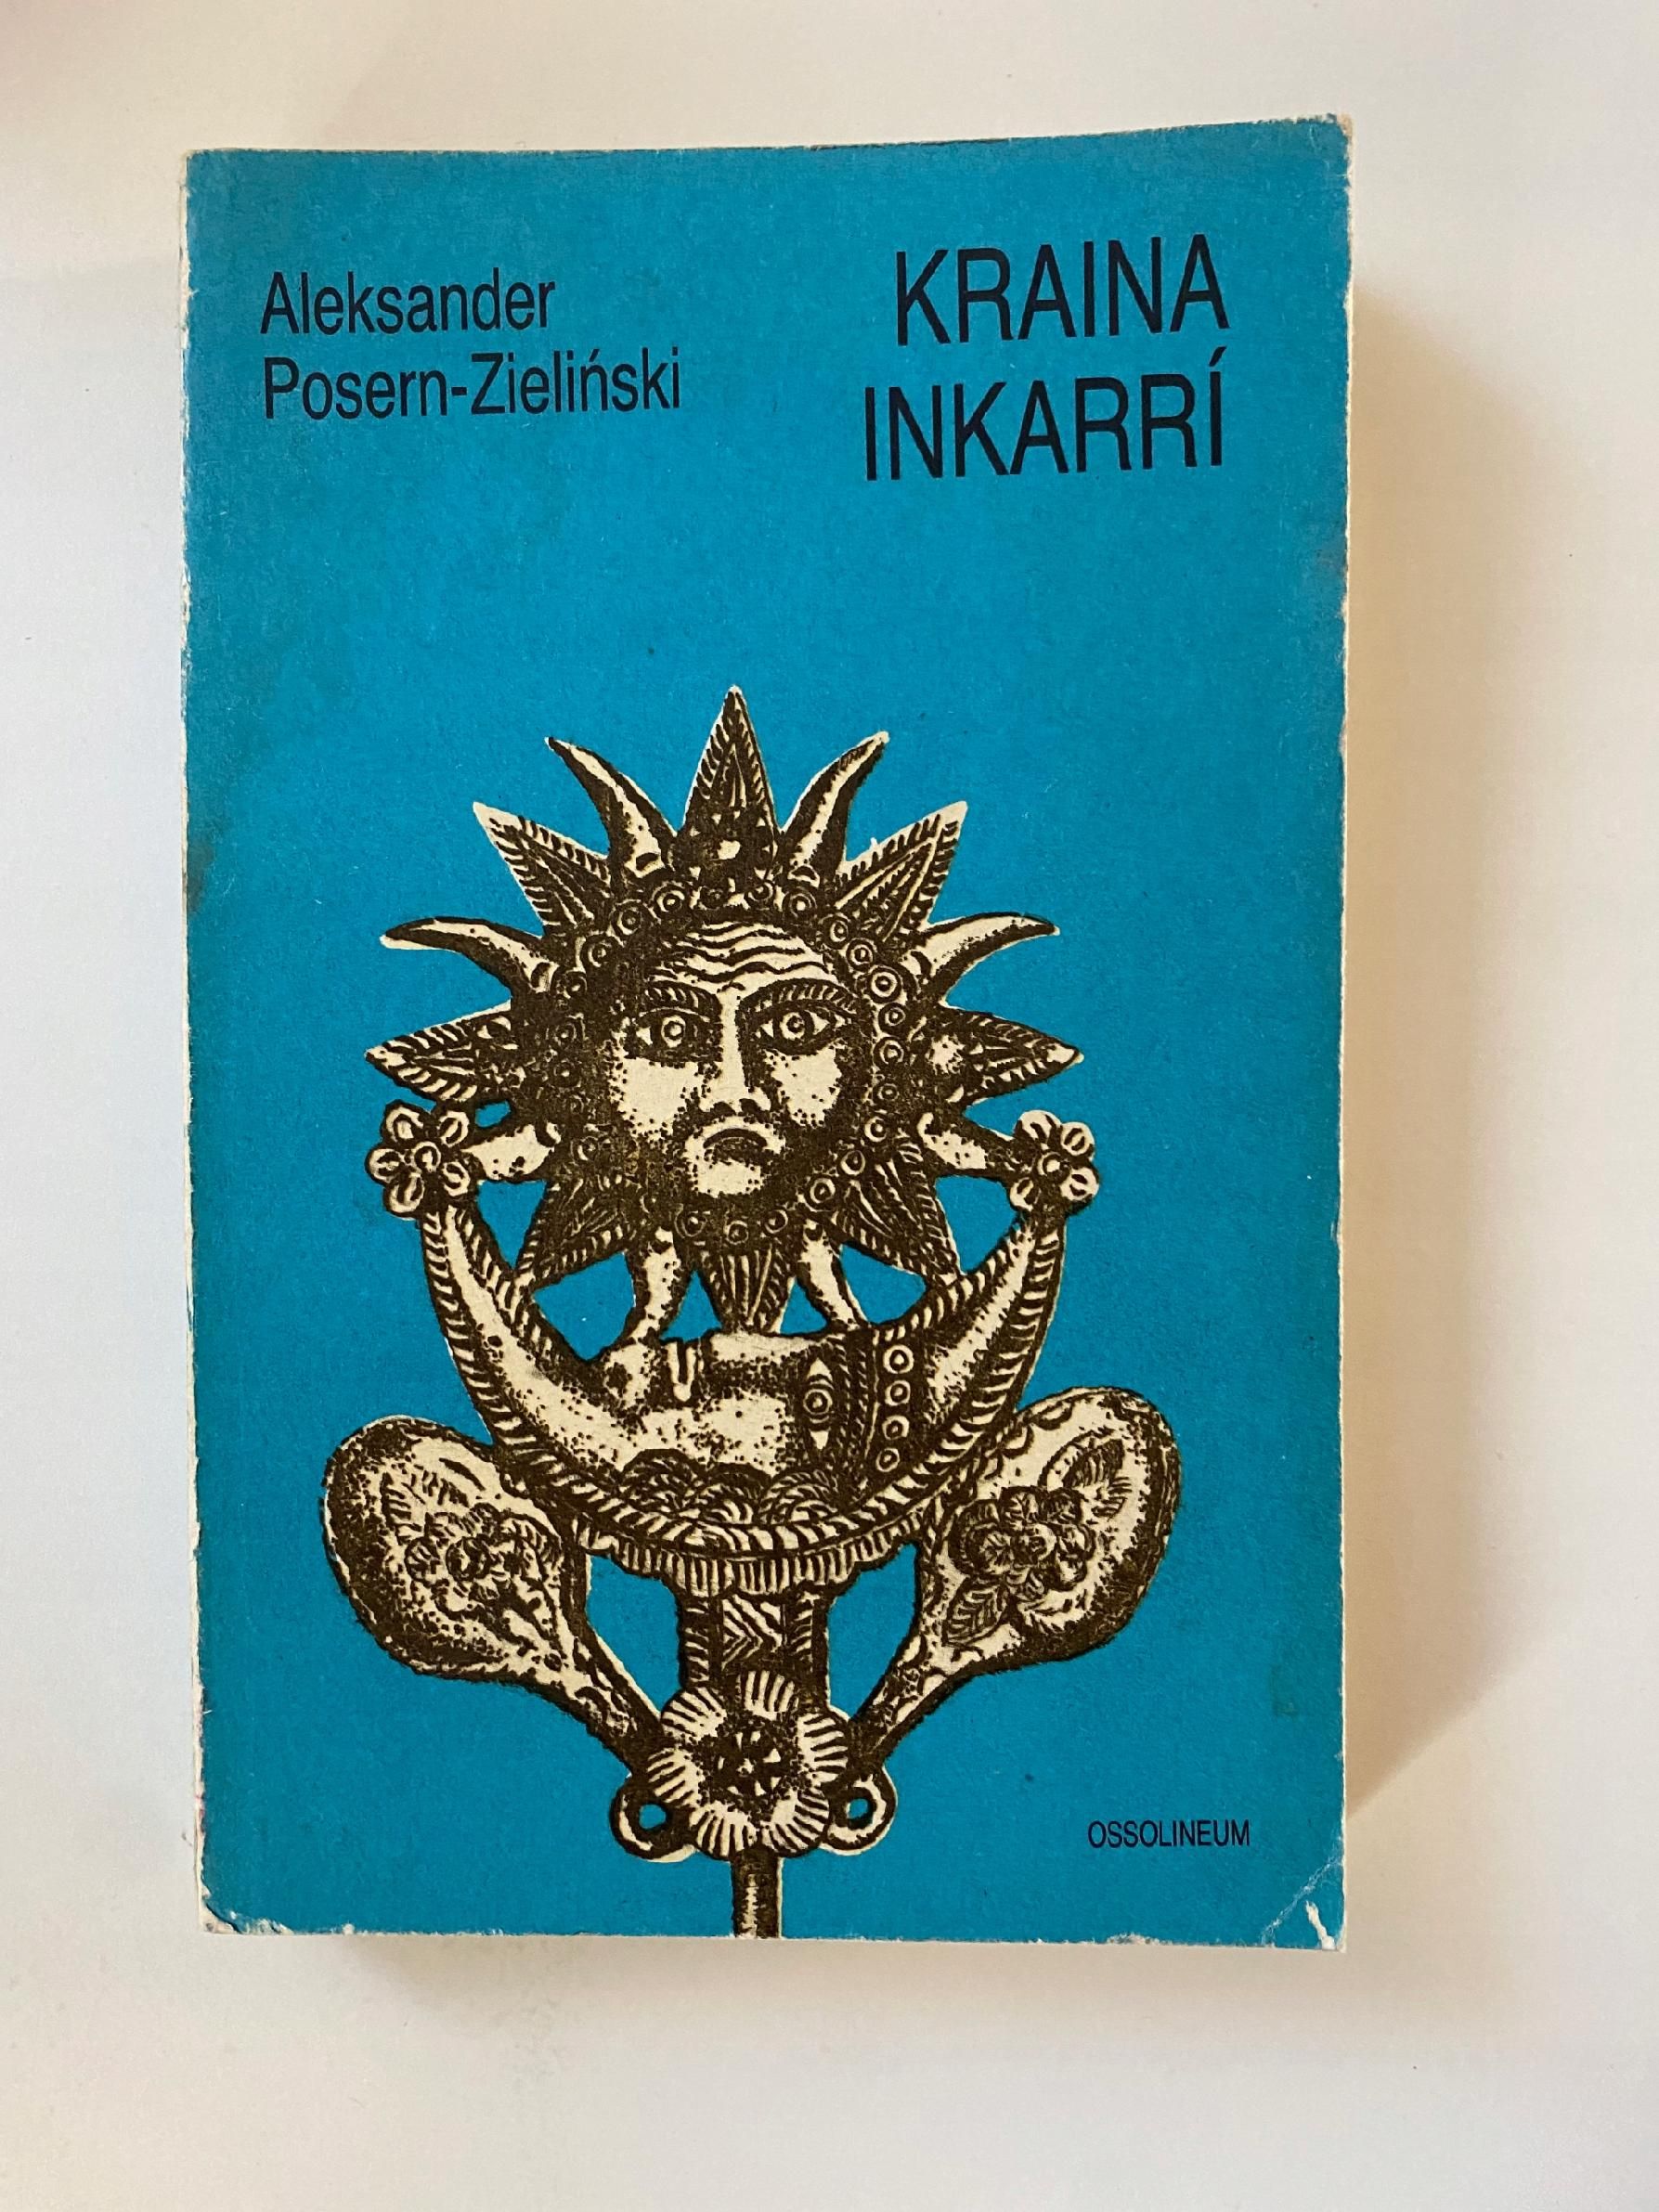 Aleksander
Posern-Zieliński
KRAINA
INKARRÍ
OSSOLINEUM